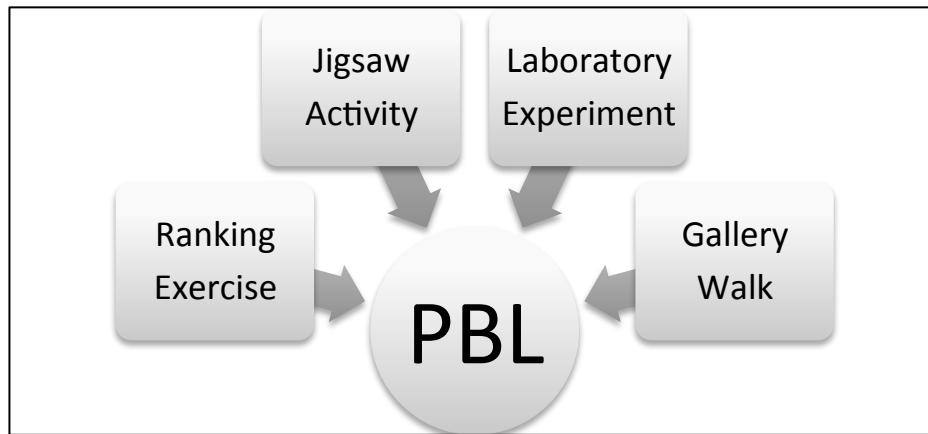 Jigsaw
Activity
Laboratory
Experiment
Ranking
Exercise
Gallery
Walk
PBL